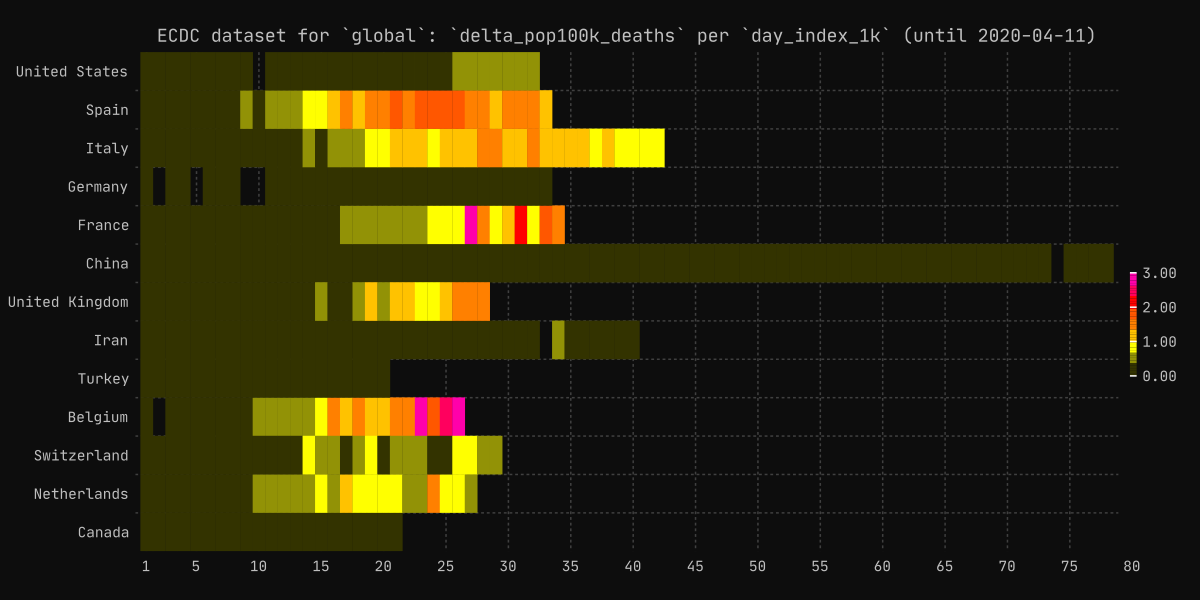 ECDC dataset for `global`: `delta_pop100k_deaths` per `day_index_1k` (until 2020-04-11)
United States
Spain
Italy
Germany
France
China
United Kingdom
Iran
Turkey
Belgium
Switzerland
Netherlands
Canada
3.00
2.00
1.00
0.00
1 5 10 15 20 25 30 35 40 45 50 55 60 65 70 75 80